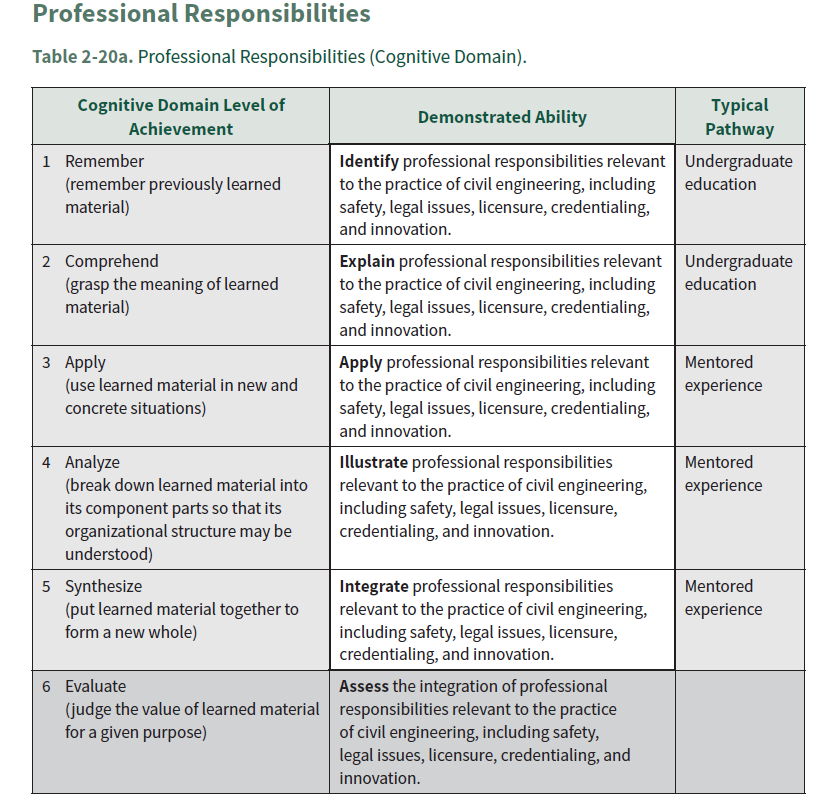 Professional Responsibilities
Table 2-20a. Professional Responsibilities (Cognitive Domain).
Cognitive Domain Level of
Achievement
Demonstrated Ability
Typical
Pathway
1 Remember
(remember previously learned
material)
Identify professional responsibilities relevant
to the practice of civil engineering, including
safety, legal issues, licensure, credentialing,
and innovation.
Undergraduate
education
2 Comprehend
(grasp the meaning of learned
material)
Explain professional responsibilities relevant
to the practice of civil engineering, including
safety, legal issues, licensure, credentialing,
and innovation.
Undergraduate
education
3 Apply
(use learned material in new and
concrete situations)
Apply professional responsibilities relevant
to the practice of civil engineering, including
safety, legal issues, licensure, credentialing,
and innovation.
Mentored
experience
4 Analyze
(break down learned material into
its component parts so that its
organizational structure may be
understood)
Illustrate professional responsibilities
relevant to the practice of civil engineering,
including safety, legal issues, licensure,
credentialing, and innovation.
Mentored
experience
5 Synthesize
(put learned material together to
form a new whole)
Integrate professional responsibilities
relevant to the practice of civil engineering,
including safety, legal issues, licensure,
credentialing, and innovation.
Mentored
experience
6 Evaluate
(judge the value of learned material
for a given purpose)
Assess the integration of professional
responsibilities relevant to the practice
of civil engineering, including safety,
legal issues, licensure, credentialing, and
innovation.